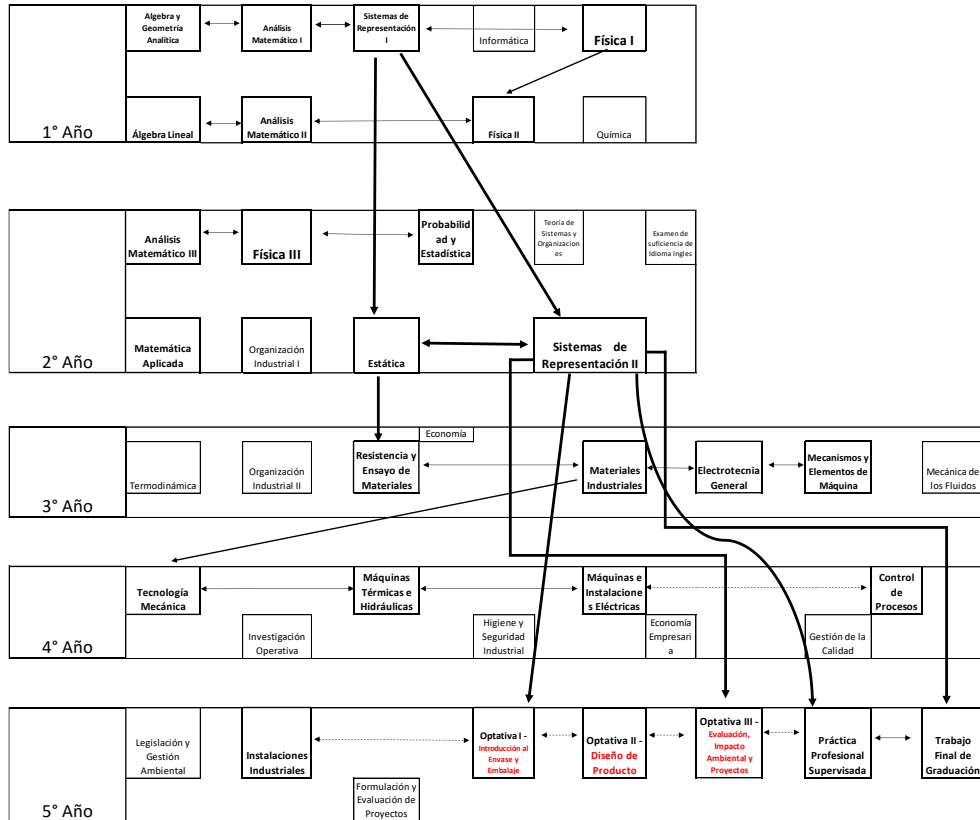 Algebra y
Geometría
Analítica
Análisis
Matemático I
Sistemas de
Representación
I
Informática
Física I
1° Año
Álgebra Lineal
Análisis
Matemático II
Física II
Química
Análisis
Matemático III
Física III
Probabilid
ad y
Estadística
Teoría de
Sistemas y
Organizacion
es
Examen de
suficiencia de
Idioma Ingles
2° Año
Matemática
Aplicada
Organización
Industrial I
Estática
Sistemas de
Representación II
3° Año
Termodinámica
Organización
Industrial II
Resistencia y
Ensayo de
Materiales
Economía
Materiales
Industriales
Electrotecnia
General
Mecanismos y
Elementos de
Máquina
Mecánica de
los Fluidos
Tecnología
Mecánica
Máquinas
Térmicas e
Hidráulicas
Máquinas e
Instalacione
s Eléctricas
Control
de
Procesos
4° Año
Investigación
Operativa
Higiene y
Seguridad
Industrial
Economía
Empresari
a
Gestión de la
Calidad
Legislación y
Gestión
Ambiental
Instalaciones
Industriales
Optativa I -
Introducción al
Envase y
Embalaje
Optativa II -
Diseño de
Producto
Optativa III -
Evaluación,
Impacto
Ambiental y
Proyectos
Práctica
Profesional
Supervisada
Trabajo
Final de
Graduación
5° Año
Formulación y
Evaluación de
Proyectos